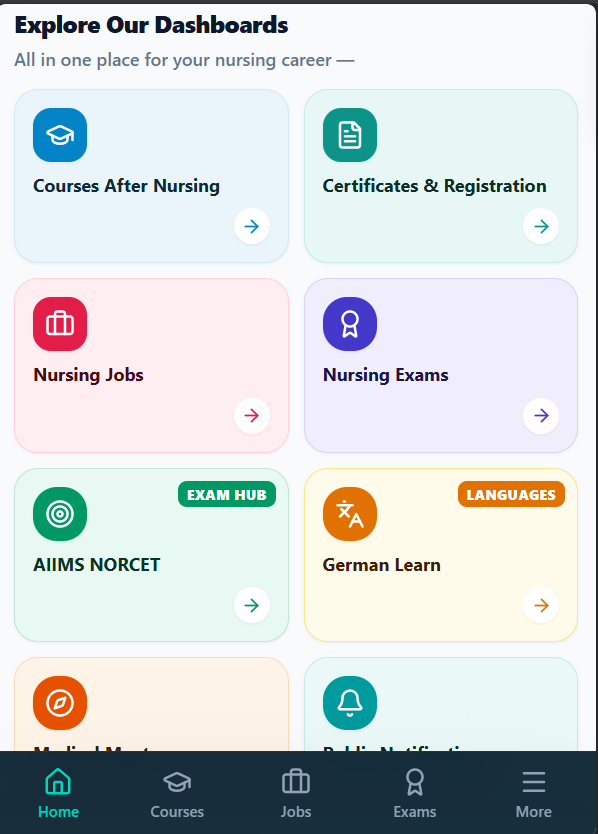 Explore Our Dashboards
All in one place for your nursing career —
Courses After Nursing
Certificates & Registration
Nursing Jobs
Nursing Exams
EXAM HUB
AIIMS NORCET
LANGUAGES
German Learn
Home
Courses
Jobs
Exams
More